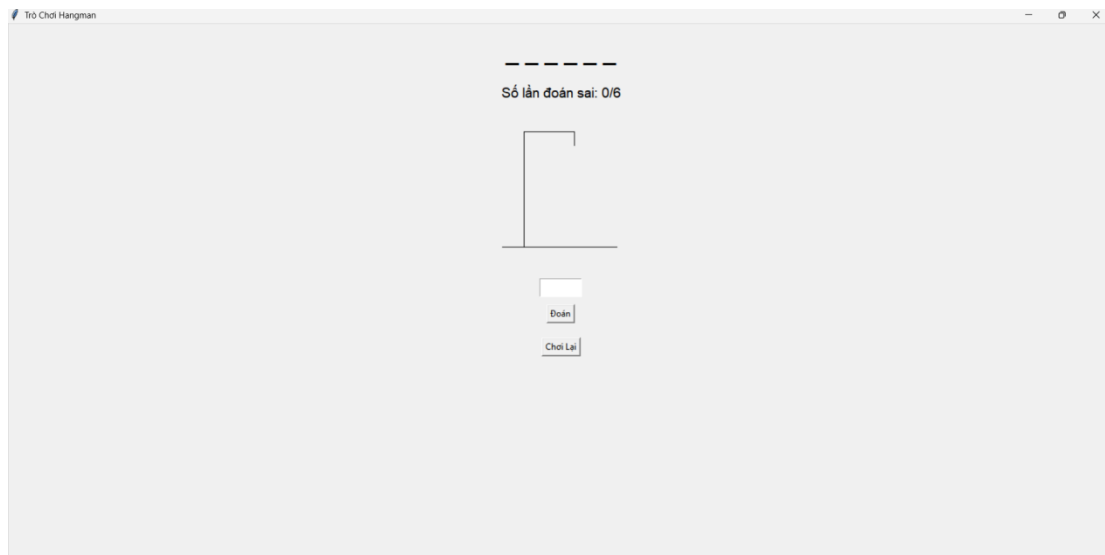 Trò Chơi Hangman
_ _ _ _ _ _
Số lần đoán sai: 0/6
Đoán
Chơi Lại